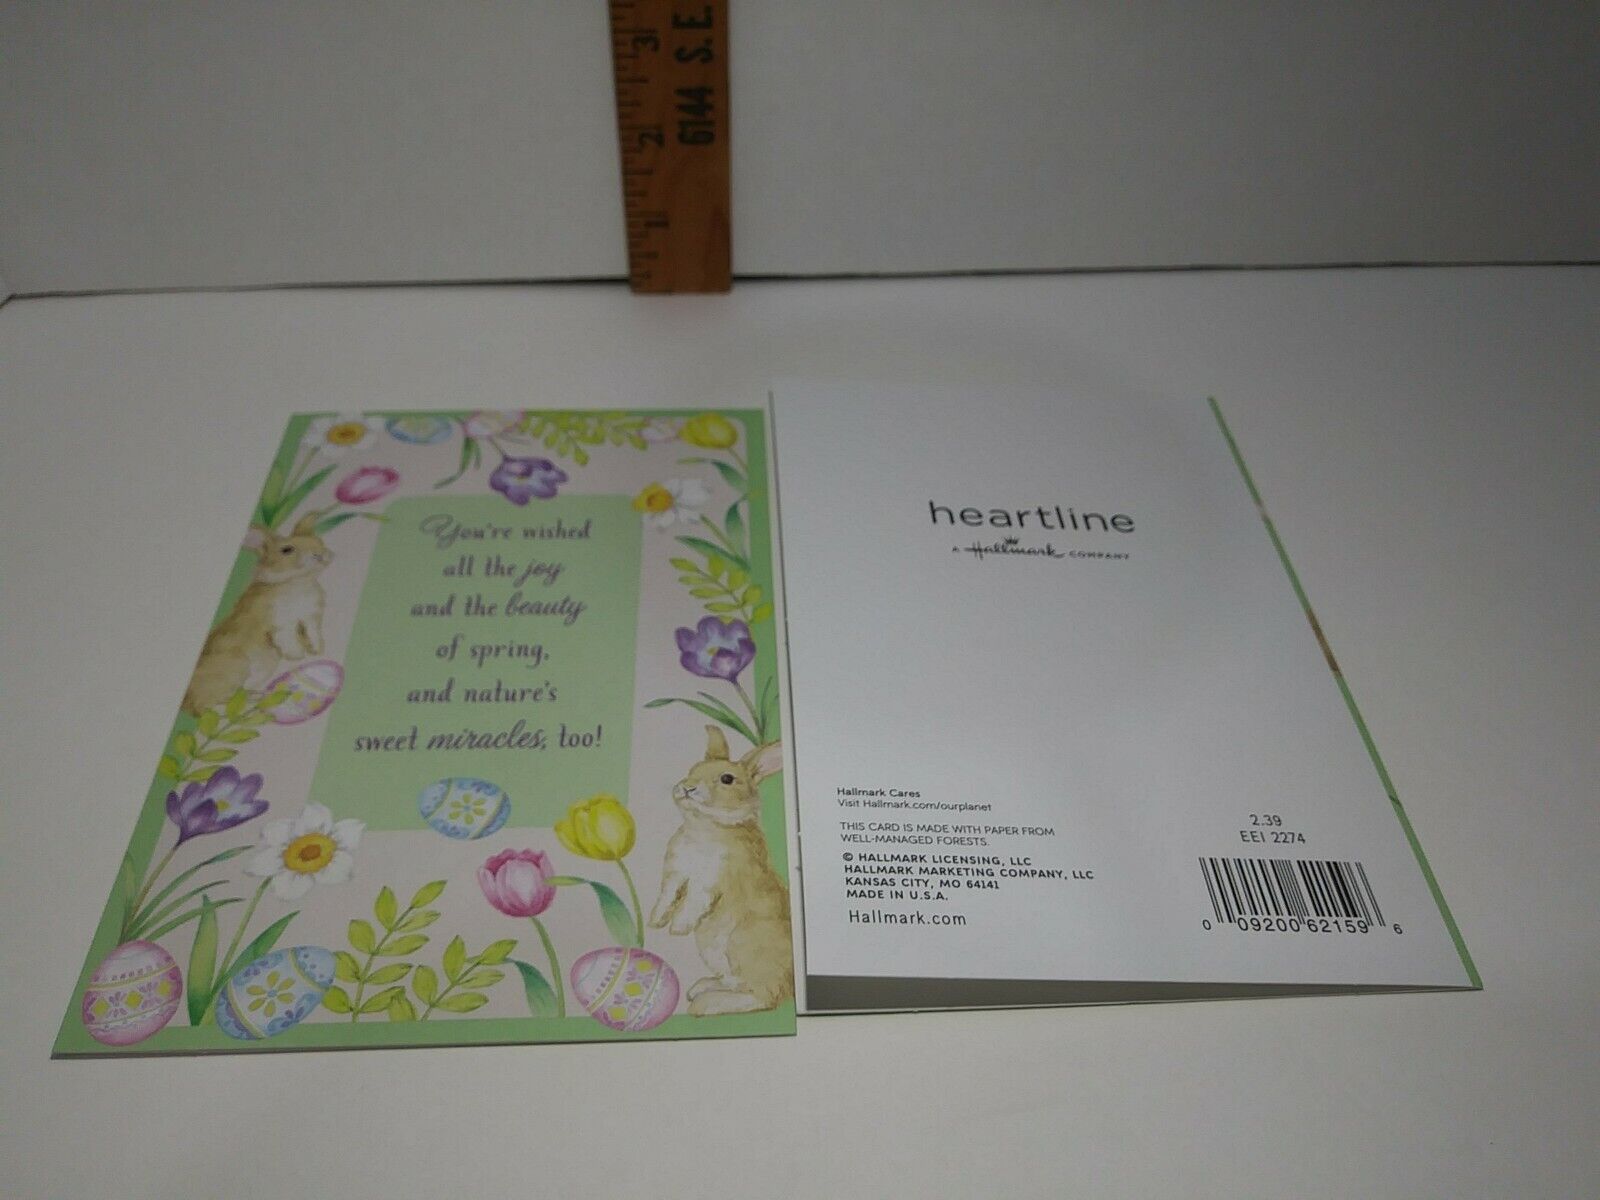 3
2
1
6144 S.E.
You're wished
all the joy
and the beauty
of spring,
and nature's
sweet miracles, too!
heartline
A Hallmark COMPANY
Hallmark Cares
Visit Hallmark.com/ourplanet
THIS CARD IS MADE WITH PAPER FROM
WELL-MANAGED FORESTS.
© HALLMARK LICENSING, LLC
HALLMARK MARKETING COMPANY, LLC
KANSAS CITY, MO 64141
MADE IN U.S.A.
Hallmark.com
2.39
EEI 2274
0 09200 62159 6